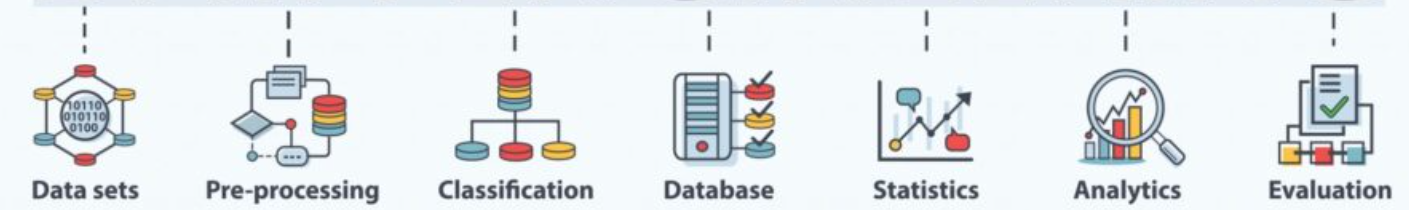 10110
010110
0100
Data sets
Pre-processing
Classification
Database
Statistics
Analytics
Evaluation